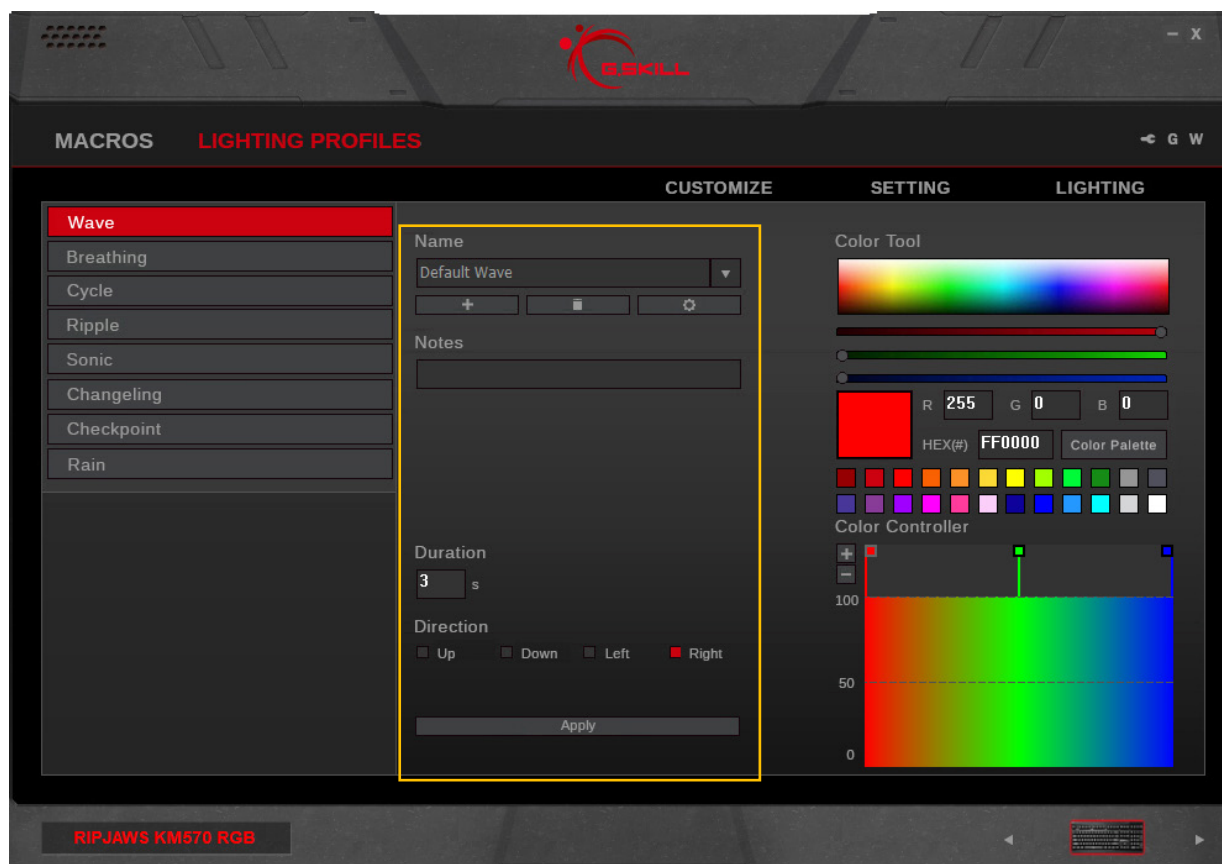 G.SKILL
– X
MACROS LIGHTING PROFILES G W
CUSTOMIZE SETTING LIGHTING
Wave
Breathing
Cycle
Ripple
Sonic
Changeling
Checkpoint
Rain
Name
Default Wave
Notes
Duration
3 s
Direction
Up Down Left Right
Apply
Color Tool
R 255 G 0 B 0
HEX(#) FF0000 Color Palette
Color Controller
100
50
0
RIPJAWS KM570 RGB